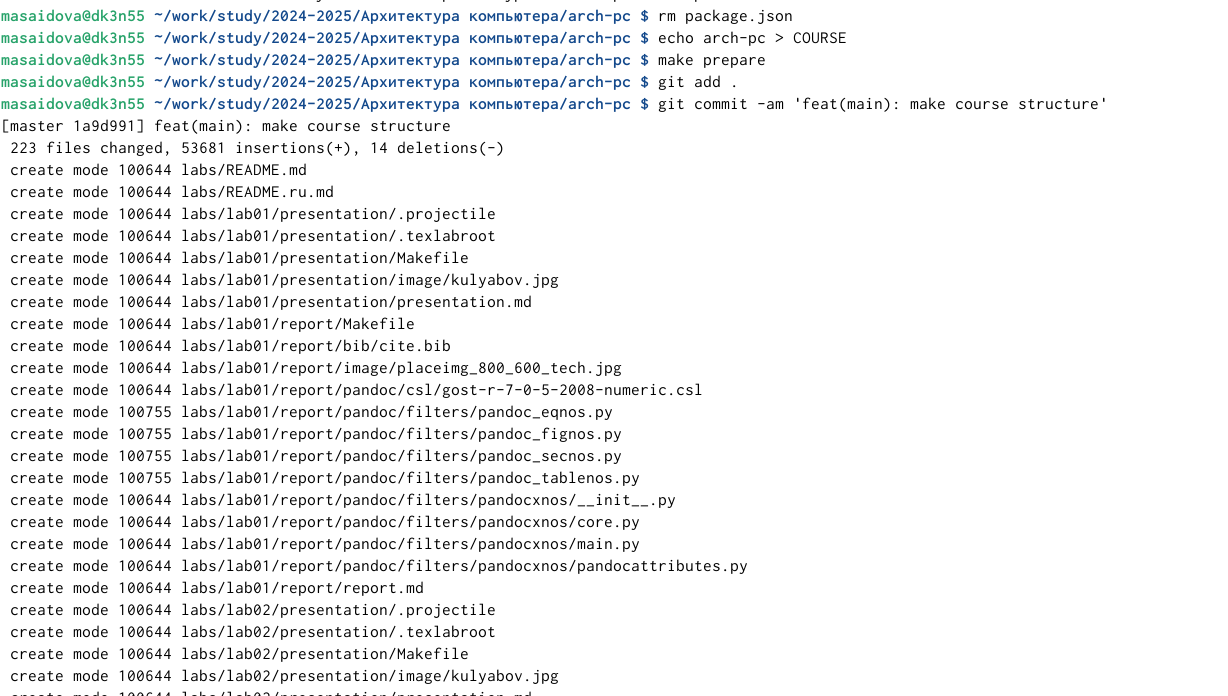 masaidova@dk3n55 ~/work/study/2024-2025/Архитектура компьютера/arch-pc $ rm package.json
masaidova@dk3n55 ~/work/study/2024-2025/Архитектура компьютера/arch-pc $ echo arch-pc > COURSE
masaidova@dk3n55 ~/work/study/2024-2025/Архитектура компьютера/arch-pc $ make prepare
masaidova@dk3n55 ~/work/study/2024-2025/Архитектура компьютера/arch-pc $ git add .
masaidova@dk3n55 ~/work/study/2024-2025/Архитектура компьютера/arch-pc $ git commit -am 'feat(main): make course structure'
[master 1a9d991] feat(main): make course structure
 223 files changed, 53681 insertions(+), 14 deletions(-)
 create mode 100644 labs/README.md
 create mode 100644 labs/README.ru.md
 create mode 100644 labs/lab01/presentation/.projectile
 create mode 100644 labs/lab01/presentation/.texlabroot
 create mode 100644 labs/lab01/presentation/Makefile
 create mode 100644 labs/lab01/presentation/image/kulyabov.jpg
 create mode 100644 labs/lab01/presentation/presentation.md
 create mode 100644 labs/lab01/report/Makefile
 create mode 100644 labs/lab01/report/bib/cite.bib
 create mode 100644 labs/lab01/report/image/placeimg_800_600_tech.jpg
 create mode 100644 labs/lab01/report/pandoc/csl/gost-r-7-0-5-2008-numeric.csl
 create mode 100755 labs/lab01/report/pandoc/filters/pandoc_eqnos.py
 create mode 100755 labs/lab01/report/pandoc/filters/pandoc_fignos.py
 create mode 100755 labs/lab01/report/pandoc/filters/pandoc_secnos.py
 create mode 100755 labs/lab01/report/pandoc/filters/pandoc_tablenos.py
 create mode 100644 labs/lab01/report/pandoc/filters/pandocxnos/__init__.py
 create mode 100644 labs/lab01/report/pandoc/filters/pandocxnos/core.py
 create mode 100644 labs/lab01/report/pandoc/filters/pandocxnos/main.py
 create mode 100644 labs/lab01/report/pandoc/filters/pandocxnos/pandocattributes.py
 create mode 100644 labs/lab01/report/report.md
 create mode 100644 labs/lab02/presentation/.projectile
 create mode 100644 labs/lab02/presentation/.texlabroot
 create mode 100644 labs/lab02/presentation/Makefile
 create mode 100644 labs/lab02/presentation/image/kulyabov.jpg